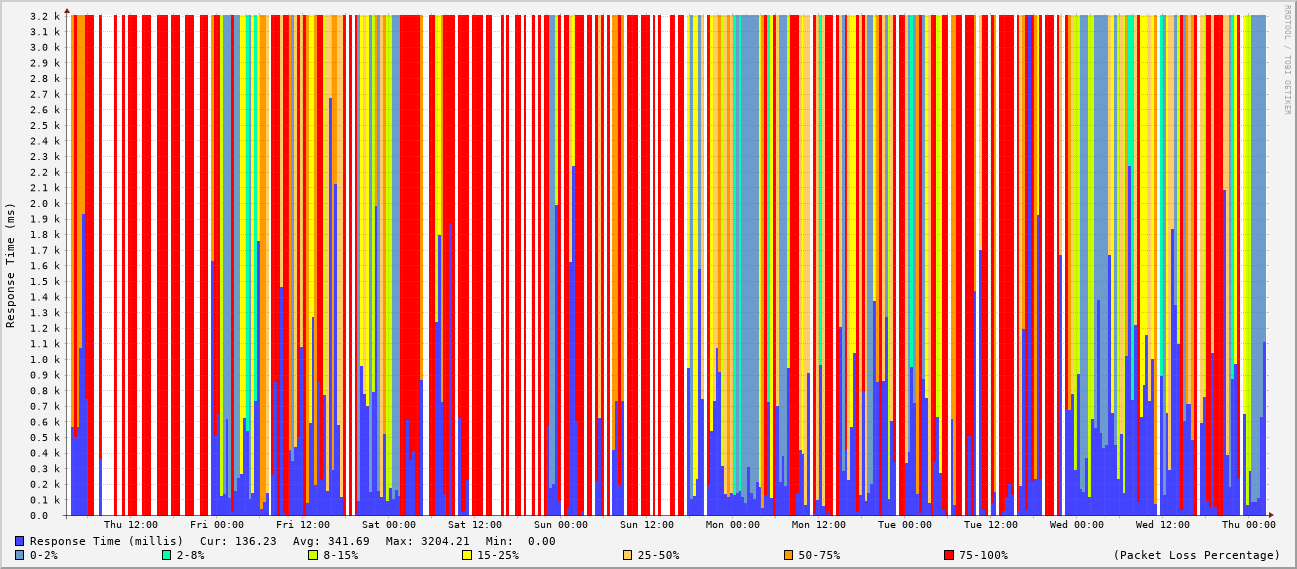 RRDTOOL / TOBI OETIKER
Response Time (ms)
3.2 k
3.1 k
3.0 k
2.9 k
2.8 k
2.7 k
2.6 k
2.5 k
2.4 k
2.3 k
2.2 k
2.1 k
2.0 k
1.9 k
1.8 k
1.7 k
1.6 k
1.5 k
1.4 k
1.3 k
1.2 k
1.1 k
1.0 k
0.9 k
0.8 k
0.7 k
0.6 k
0.5 k
0.4 k
0.3 k
0.2 k
0.1 k
0.0
Thu 12:00 Fri 00:00 Fri 12:00 Sat 00:00 Sat 12:00 Sun 00:00 Sun 12:00 Mon 00:00 Mon 12:00 Tue 00:00 Tue 12:00 Wed 00:00 Wed 12:00 Thu 00:00
Response Time (millis) Cur: 136.23 Avg: 341.69 Max: 3204.21 Min: 0.00
0-2% 2-8% 8-15% 15-25% 25-50% 50-75% 75-100% (Packet Loss Percentage)